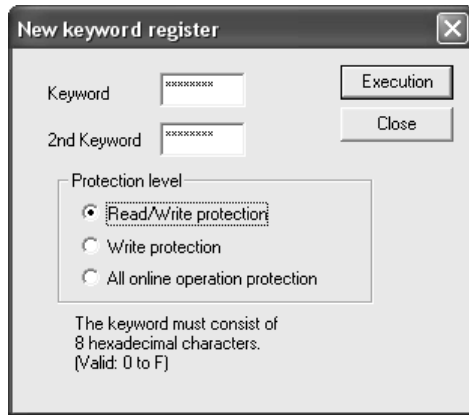 New keyword register
Keyword ********
Execution
2nd Keyword ********
Close
Protection level
Read/Write protection
Write protection
All online operation protection
The keyword must consist of
8 hexadecimal characters.
(Valid: 0 to F)